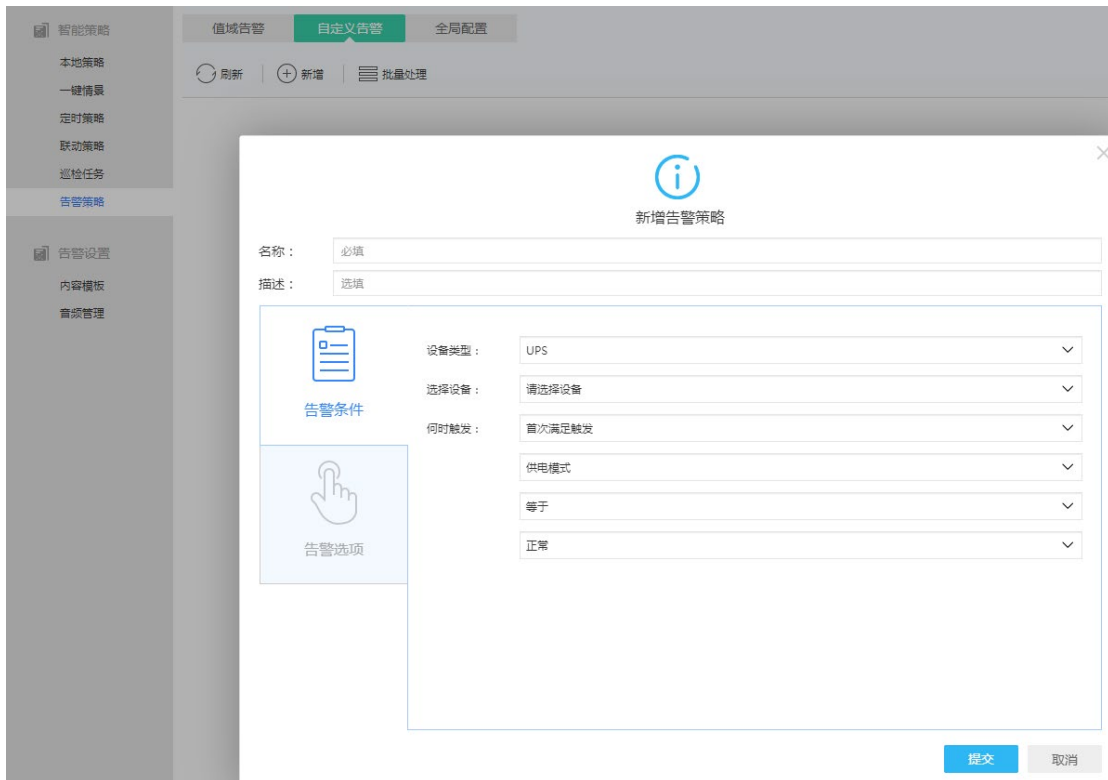 智能策略
本地策略
一键情景
定时策略
联动策略
巡检任务
告警策略
告警设置
内容模板
音频管理
值域告警 自定义告警 全局配置
刷新 新增 批量处理
新增告警策略
名称： 必填
描述： 选填
告警条件
告警选项
设备类型： UPS
选择设备： 请选择设备
何时触发： 首次满足触发
供电模式
等于
正常
提交 取消